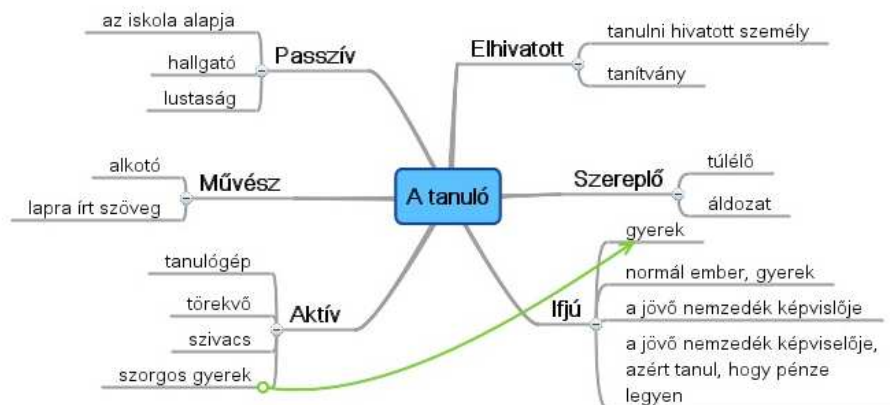 A tanuló
Passzív
az iskola alapja
hallgató
lustaság
Művész
alkotó
lapra írt szöveg
Aktív
tanulógép
törekvő
szivacs
szorgos gyerek
Elhivatott
tanulni hivatott személy
tanítvány
Szereplő
túlélő
áldozat
Ifjú
gyerek
normál ember, gyerek
a jövő nemzedék képvislője
a jövő nemzedék képviselője,
azért tanul, hogy pénze
legyen